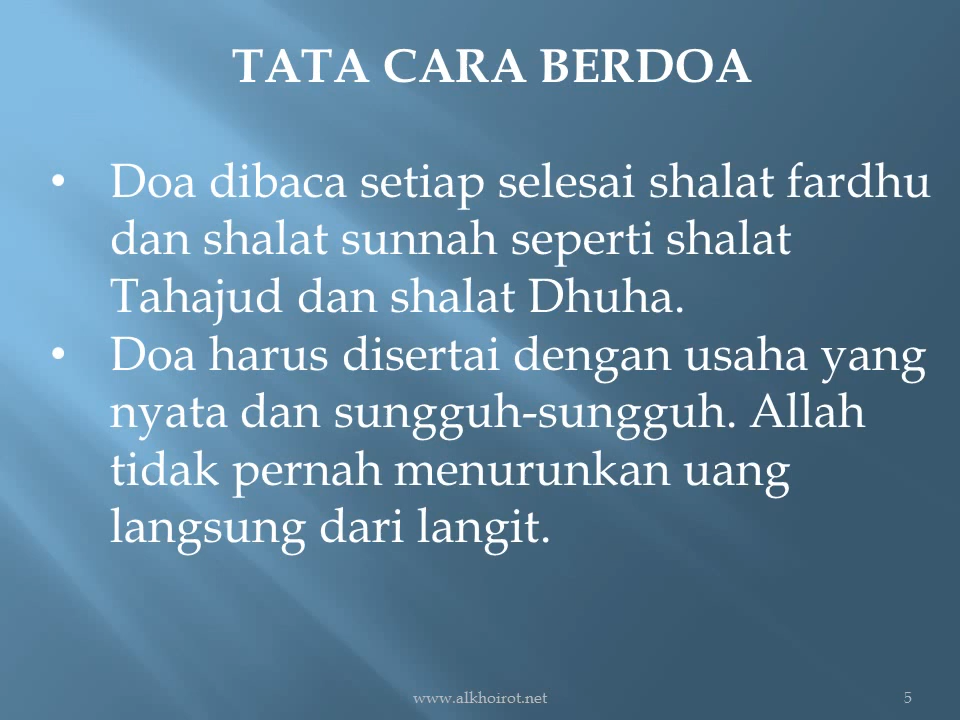 TATA CARA BERDOA
• Doa dibaca setiap selesai shalat fardhu
dan shalat sunnah seperti shalat
Tahajud dan shalat Dhuha.
• Doa harus disertai dengan usaha yang
nyata dan sungguh-sungguh. Allah
tidak pernah menurunkan uang
langsung dari langit.
www.alkhoirot.net
5